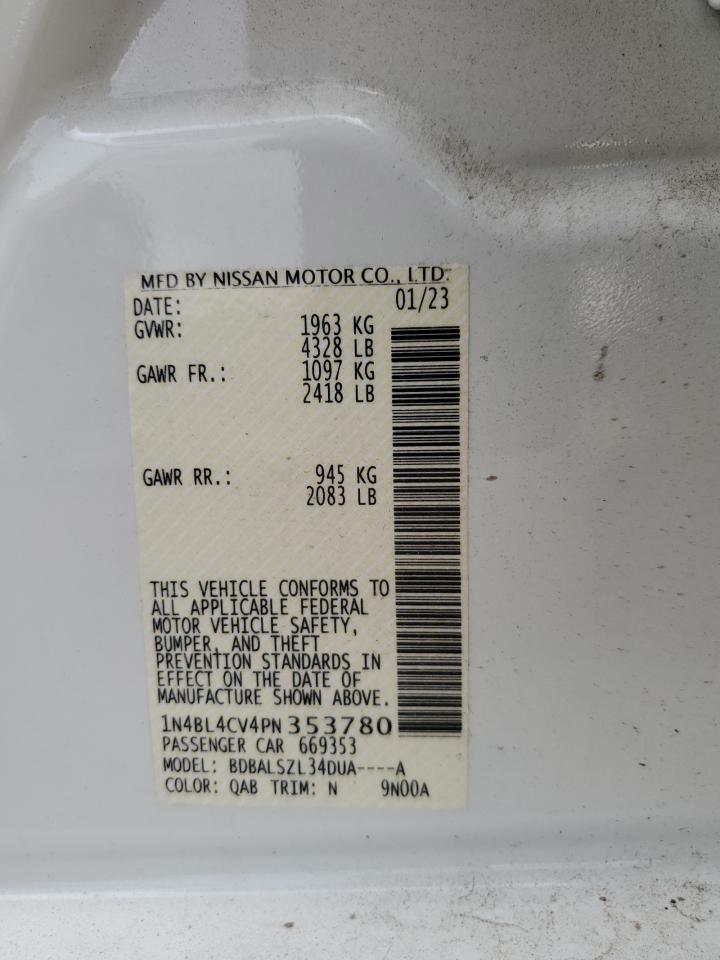 MFD BY NISSAN MOTOR CO., LTD.
DATE: 01/23
GVWR: 1963 KG
4328 LB
GAWR FR.: 1097 KG
2418 LB
GAWR RR.: 945 KG
2083 LB
THIS VEHICLE CONFORMS TO
ALL APPLICABLE FEDERAL
MOTOR VEHICLE SAFETY,
BUMPER, AND THEFT
PREVENTION STANDARDS IN
EFFECT ON THE DATE OF
MANUFACTURE SHOWN ABOVE.
1N4BL4CV4PN353780
PASSENGER CAR 669353
MODEL: BDBALSZL34DUA----A
COLOR: QAB TRIM: N 9N00A